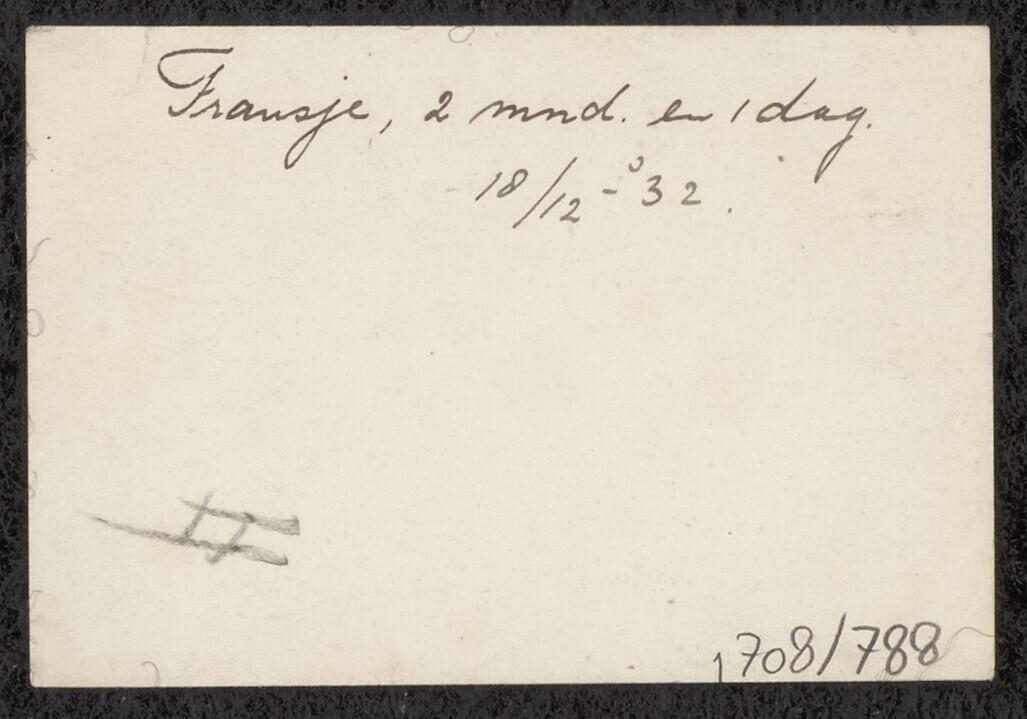 Fransje, 2 mnd. en 1 dag.
18/12 - '32.
1708/788